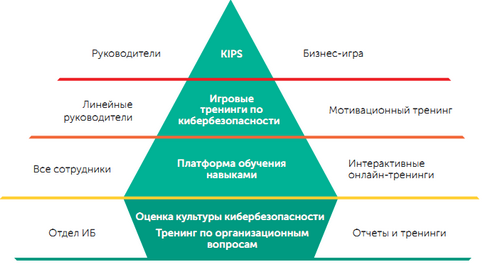 Руководители
KIPS
Бизнес-игра
Линейные
руководители
Игровые
тренинги по
кибербезопасности
Мотивационный тренинг
Все сотрудники
Платформа обучения
навыками
Интерактивные
онлайн-тренинги
Оценка культуры кибербезопасности
Отдел ИБ
Тренинг по организационным
вопросам
Отчеты и тренинги